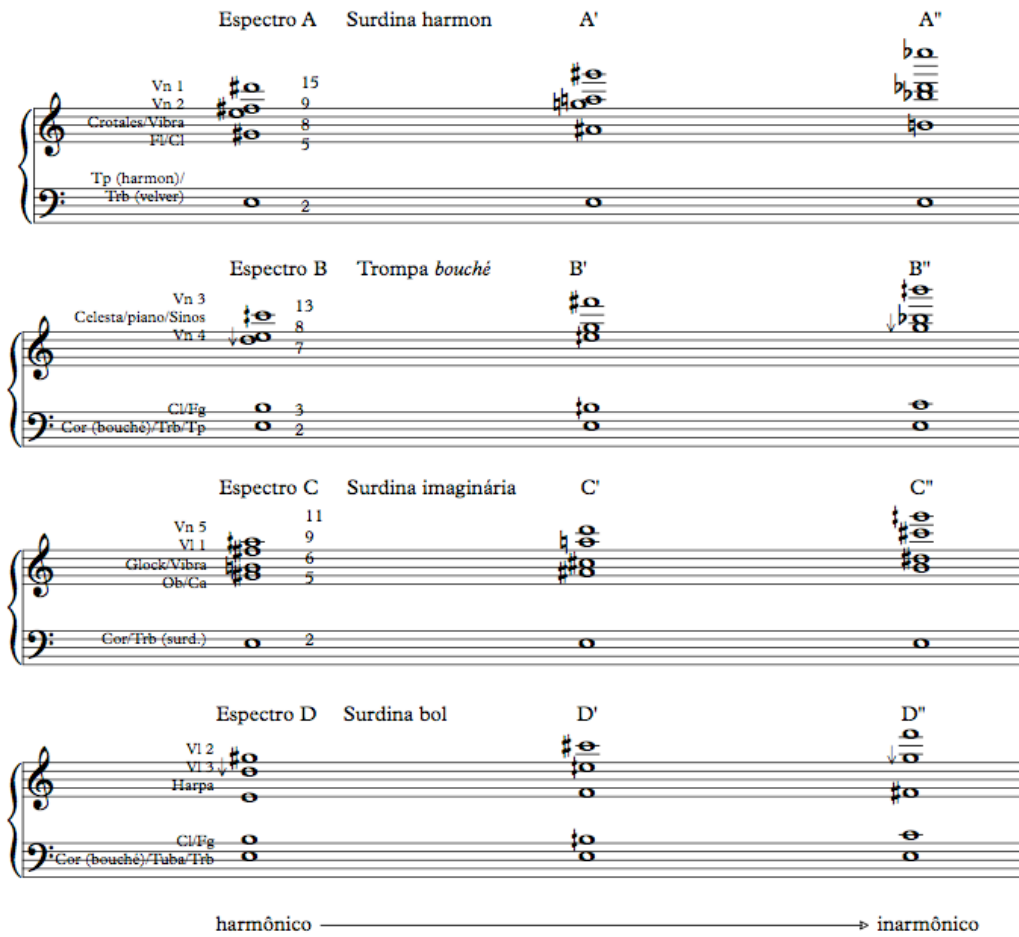 Espectro A Surdina harmon A' A"
Vn 1 15
Vn 2 9
Crotales/Vibra 8
Fl/Cl 5
Tp (harmon)/
Trb (velver) 2
Espectro B Trompa bouché B' B"
Vn 3 13
Celesta/piano/Sinos 8
Vn 4 7
Cl/Fg 3
Cor (bouché)/Trb/Tp 2
Espectro C Surdina imaginária C' C"
11
Vn 5 9
Vl 1
Glock/Vibra 6
Ob/Ca 5
Cor/Trb (surd.) 2
Espectro D Surdina bol D' D"
Vl 2
Vl 3
Harpa
Cl/Fg
Cor (bouché)/Tuba/Trb
harmônico inarmônico